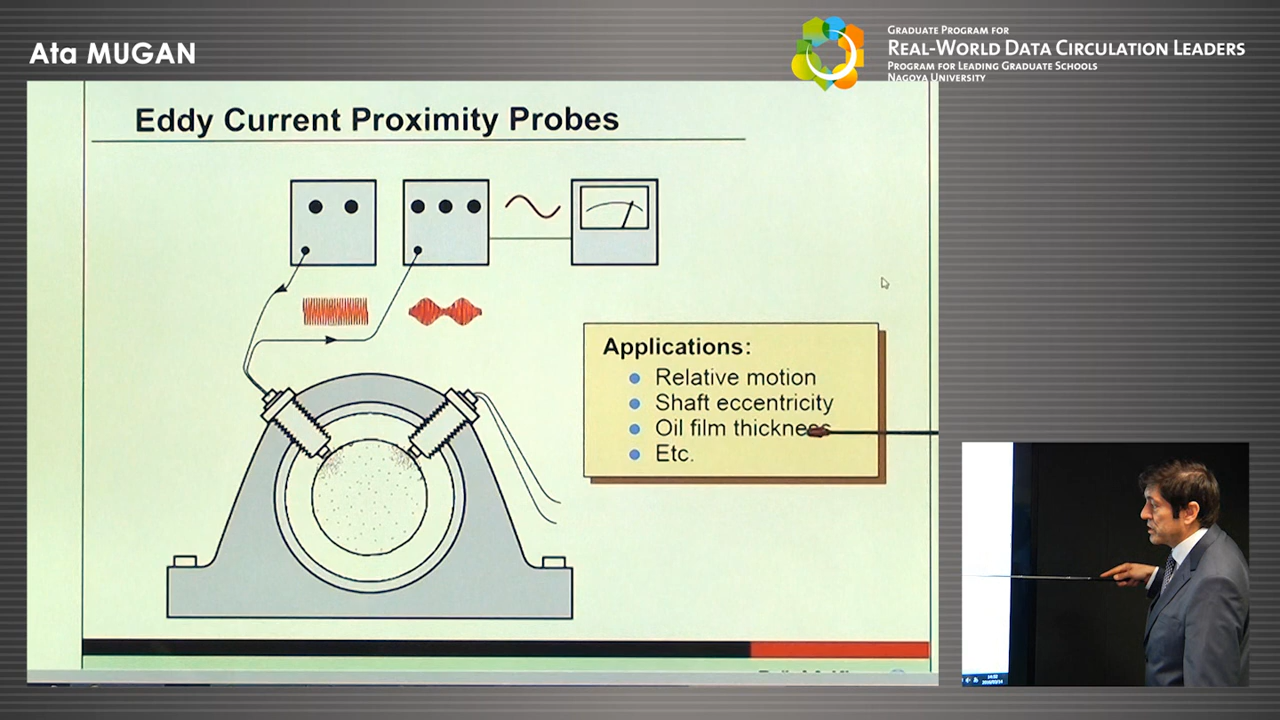 Ata MUGAN
GRADUATE PROGRAM FOR
REAL-WORLD DATA CIRCULATION LEADERS
PROGRAM FOR LEADING GRADUATE SCHOOLS
NAGOYA UNIVERSITY
Eddy Current Proximity Probes
Applications:
Relative motion
Shaft eccentricity
Oil film thickness
Etc.